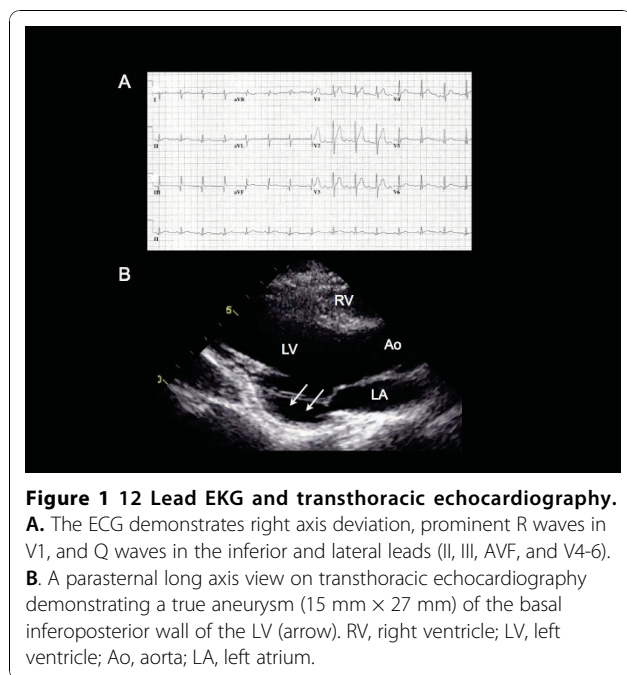 A
I aVR V1 V4
II aVL V2 V5
III aVF V3 V6
II
B
5
RV
LV
Ao
LA
Figure 1 12 Lead EKG and transthoracic echocardiography.
A. The ECG demonstrates right axis deviation, prominent R waves in
V1, and Q waves in the inferior and lateral leads (II, III, AVF, and V4-6).
B. A parasternal long axis view on transthoracic echocardiography
demonstrating a true aneurysm (15 mm × 27 mm) of the basal
inferoposterior wall of the LV (arrow). RV, right ventricle; LV, left
ventricle; Ao, aorta; LA, left atrium.